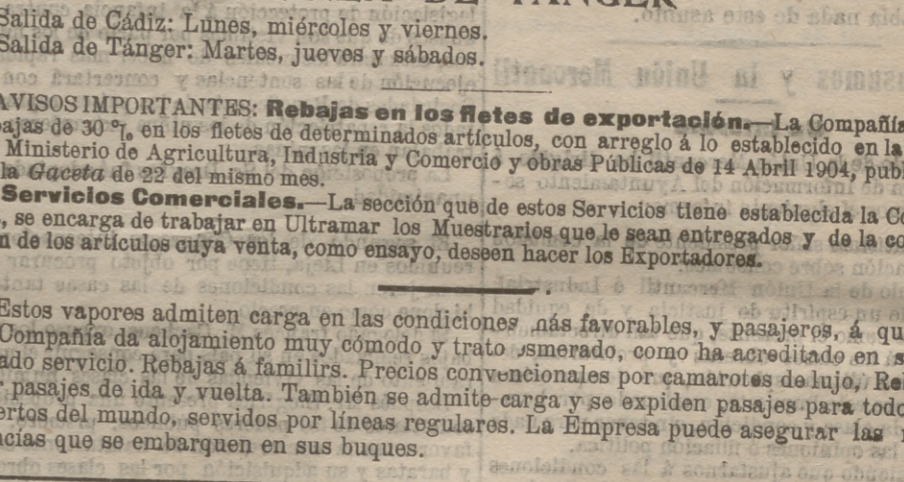 TÁNGER
Salida de Cádiz: Lunes, miércoles y viernes.
Salida de Tánger: Martes, jueves y sábados.
AVISOS IMPORTANTES: Rebajas en los fletes de exportación.—La Compañía
bajas de 30 % en los fletes de determinados artículos, con arreglo á lo establecido en la
Ministerio de Agricultura, Industria y Comercio y obras Públicas de 14 Abril 1904, publ
la Gaceta de 22 del mismo mes.
Servicios Comerciales.—La sección que de estos Servicios tiene establecida la Co
, se encarga de trabajar en Ultramar los Muestrarios que le sean entregados y de la co
n de los artículos cuya venta, como ensayo, deseen hacer los Exportadores.
Estos vapores admiten carga en las condiciones más favorables, y pasajeros, á qu
Compañía da alojamiento muy cómodo y trato esmerado, como ha acreditado en s
ado servicio. Rebajas á familirs. Precios convencionales por camarotes de lujo, Re
r pasajes de ida y vuelta. También se admite carga y se expiden pasajes para todo
ertos del mundo, servidos por líneas regulares. La Empresa puede asegurar las
ncias que se embarquen en sus buques.